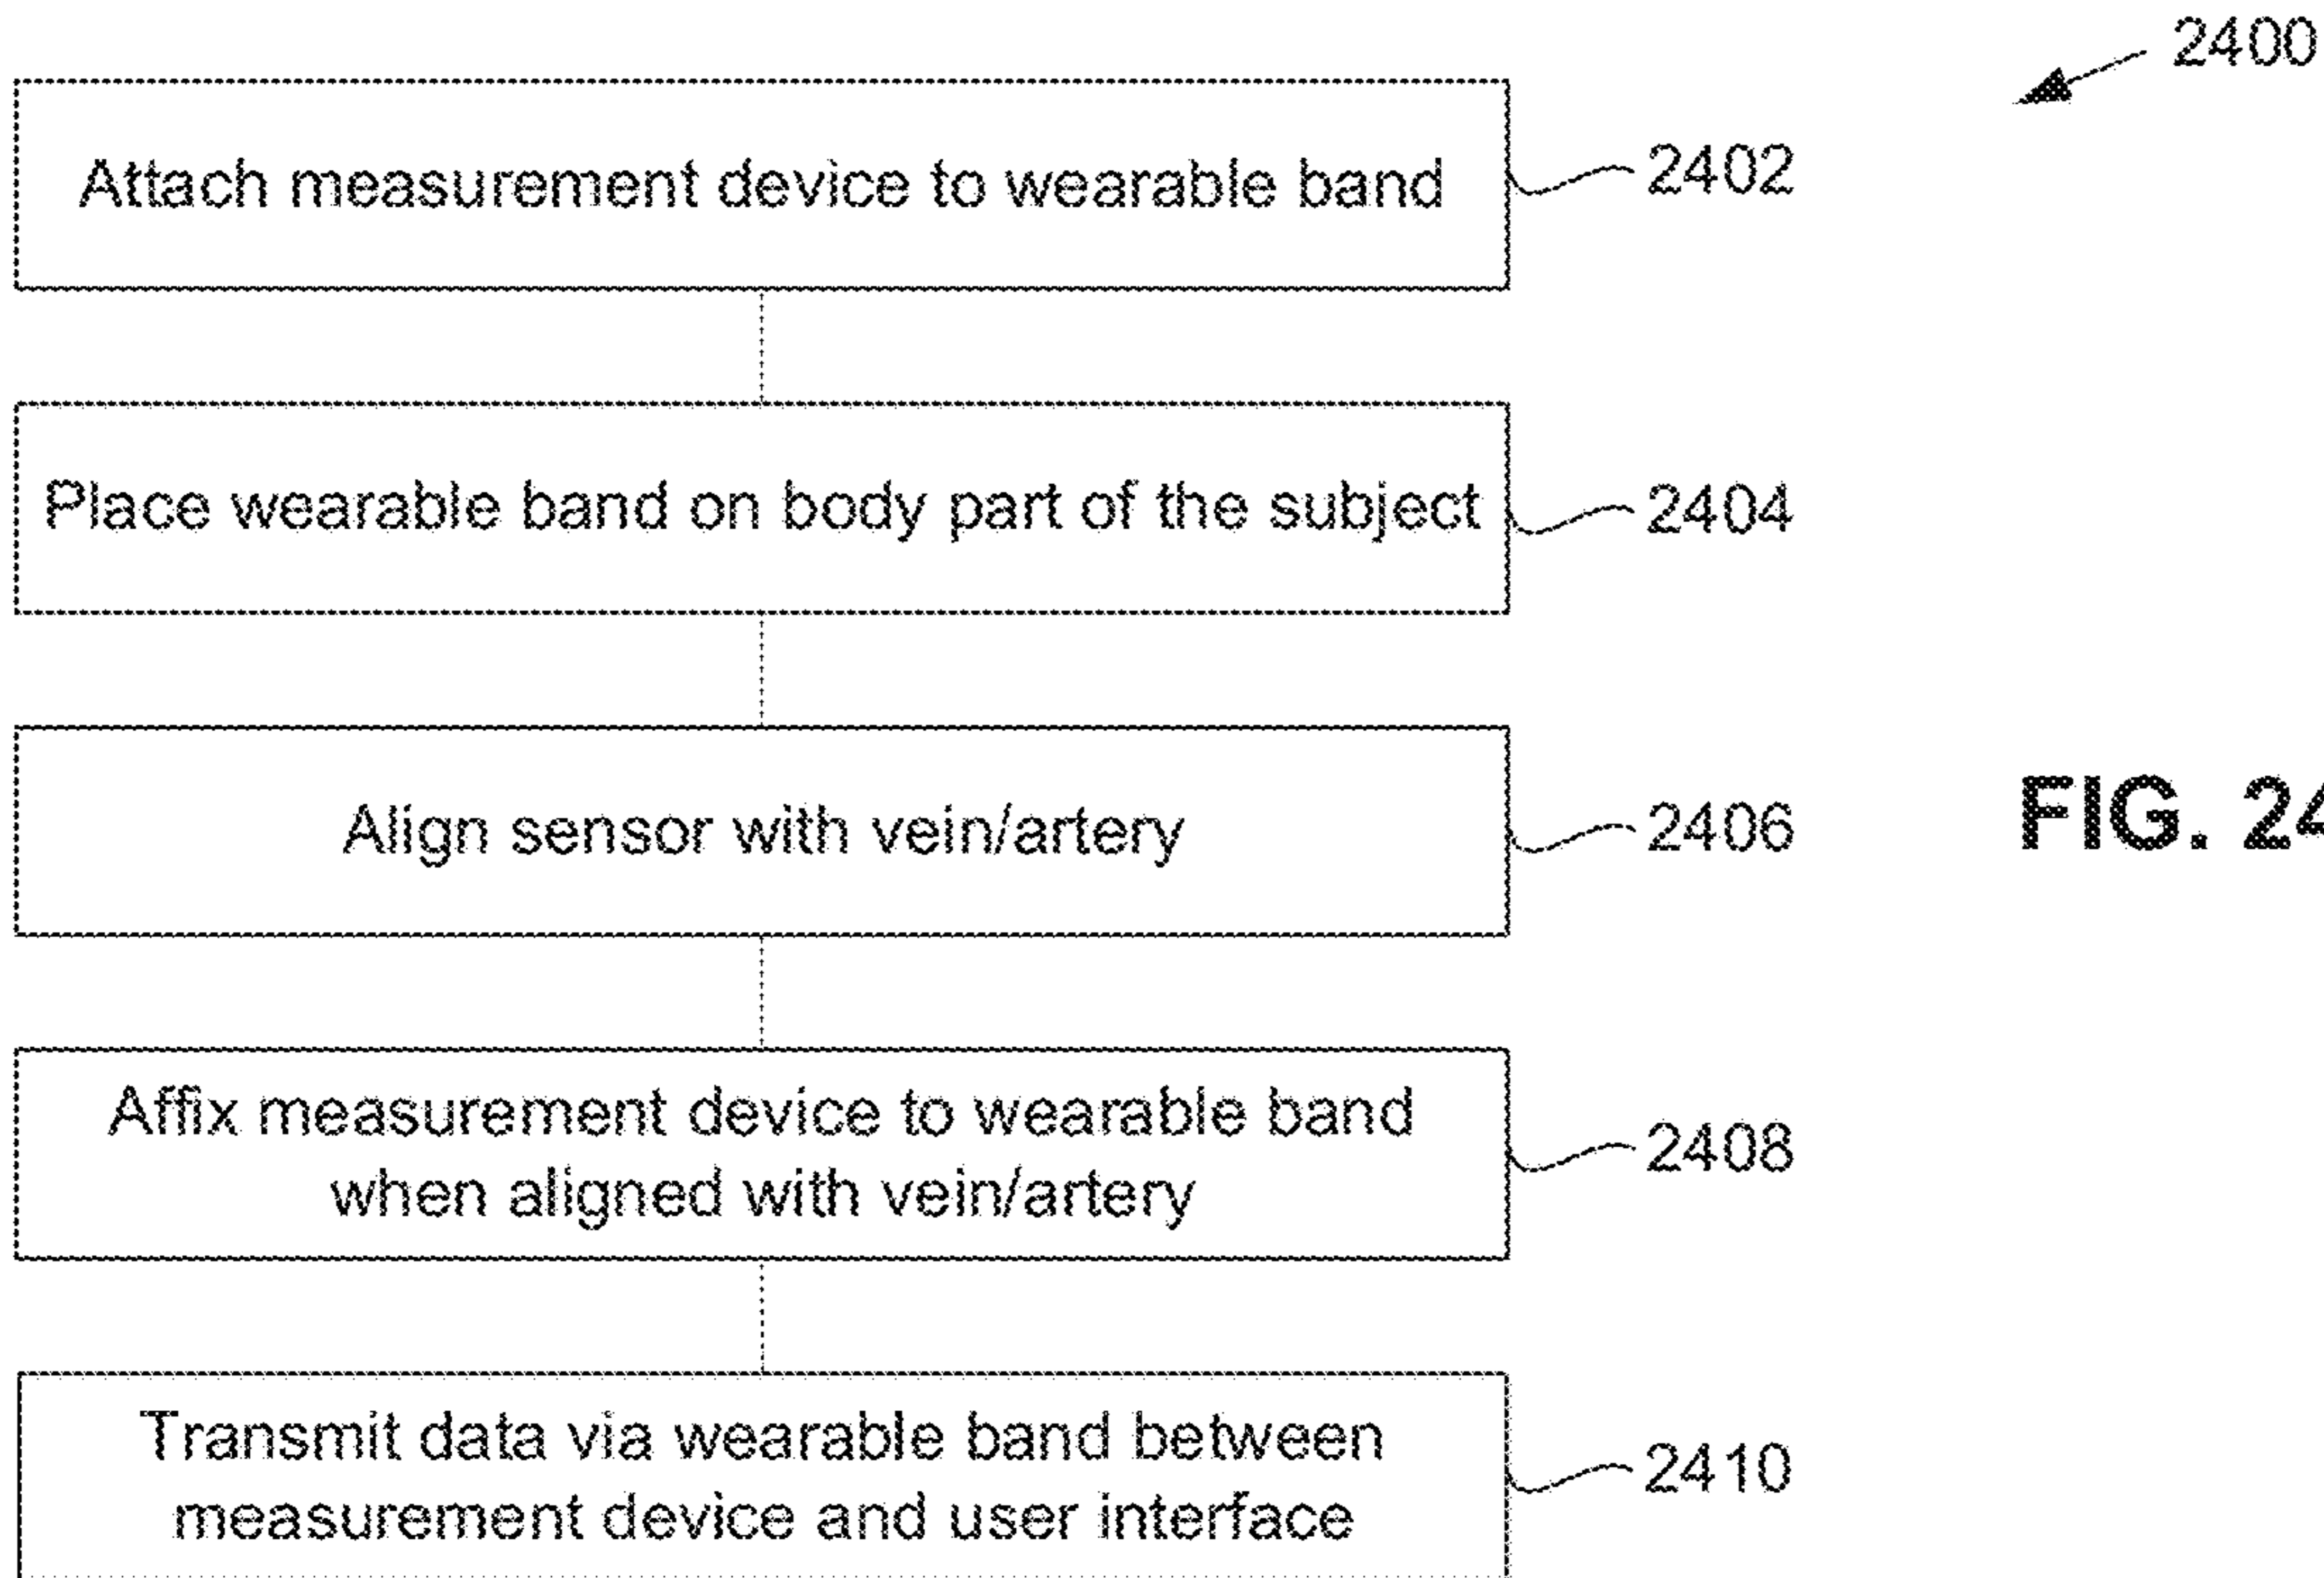 2400
Attach measurement device to wearable band
2402
Place wearable band on body part of the subject
2404
Align sensor with vein/artery
2406
FIG. 24
Affix measurement device to wearable band
when aligned with vein/artery
2408
Transmit data via wearable band between
measurement device and user interface
2410